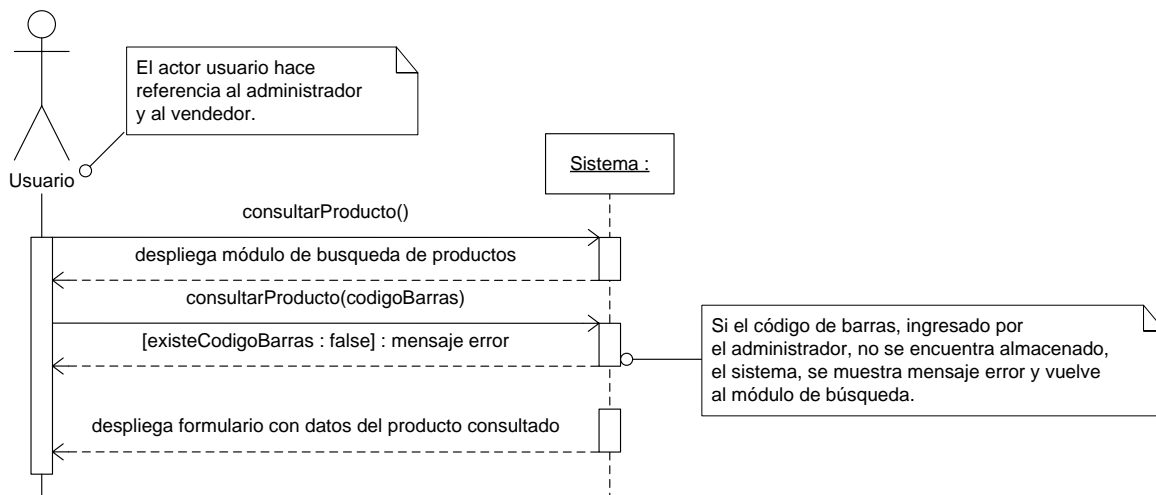 El actor usuario hace
referencia al administrador
y al vendedor.
Usuario
Sistema :
consultarProducto()
despliega módulo de busqueda de productos
consultarProducto(codigoBarras)
[existeCodigoBarras : false] : mensaje error
Si el código de barras, ingresado por
el administrador, no se encuentra almacenado,
el sistema, se muestra mensaje error y vuelve
al módulo de búsqueda.
despliega formulario con datos del producto consultado